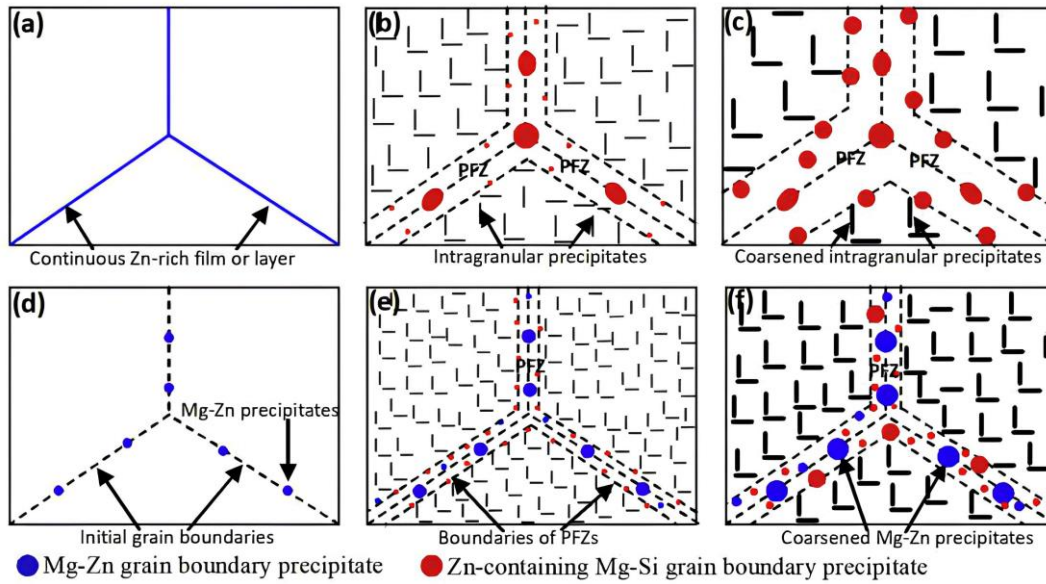 (a)
Continuous Zn-rich film or layer
(b)
PFZ
PFZ
Intragranular precipitates
(c)
PFZ
PFZ
Coarsened intragranular precipitates
(d)
Mg-Zn precipitates
Initial grain boundaries
(e)
PFZ
Boundaries of PFZs
(f)
PFZ
Coarsened Mg-Zn precipitates
Mg-Zn grain boundary precipitate
Zn-containing Mg-Si grain boundary precipitate